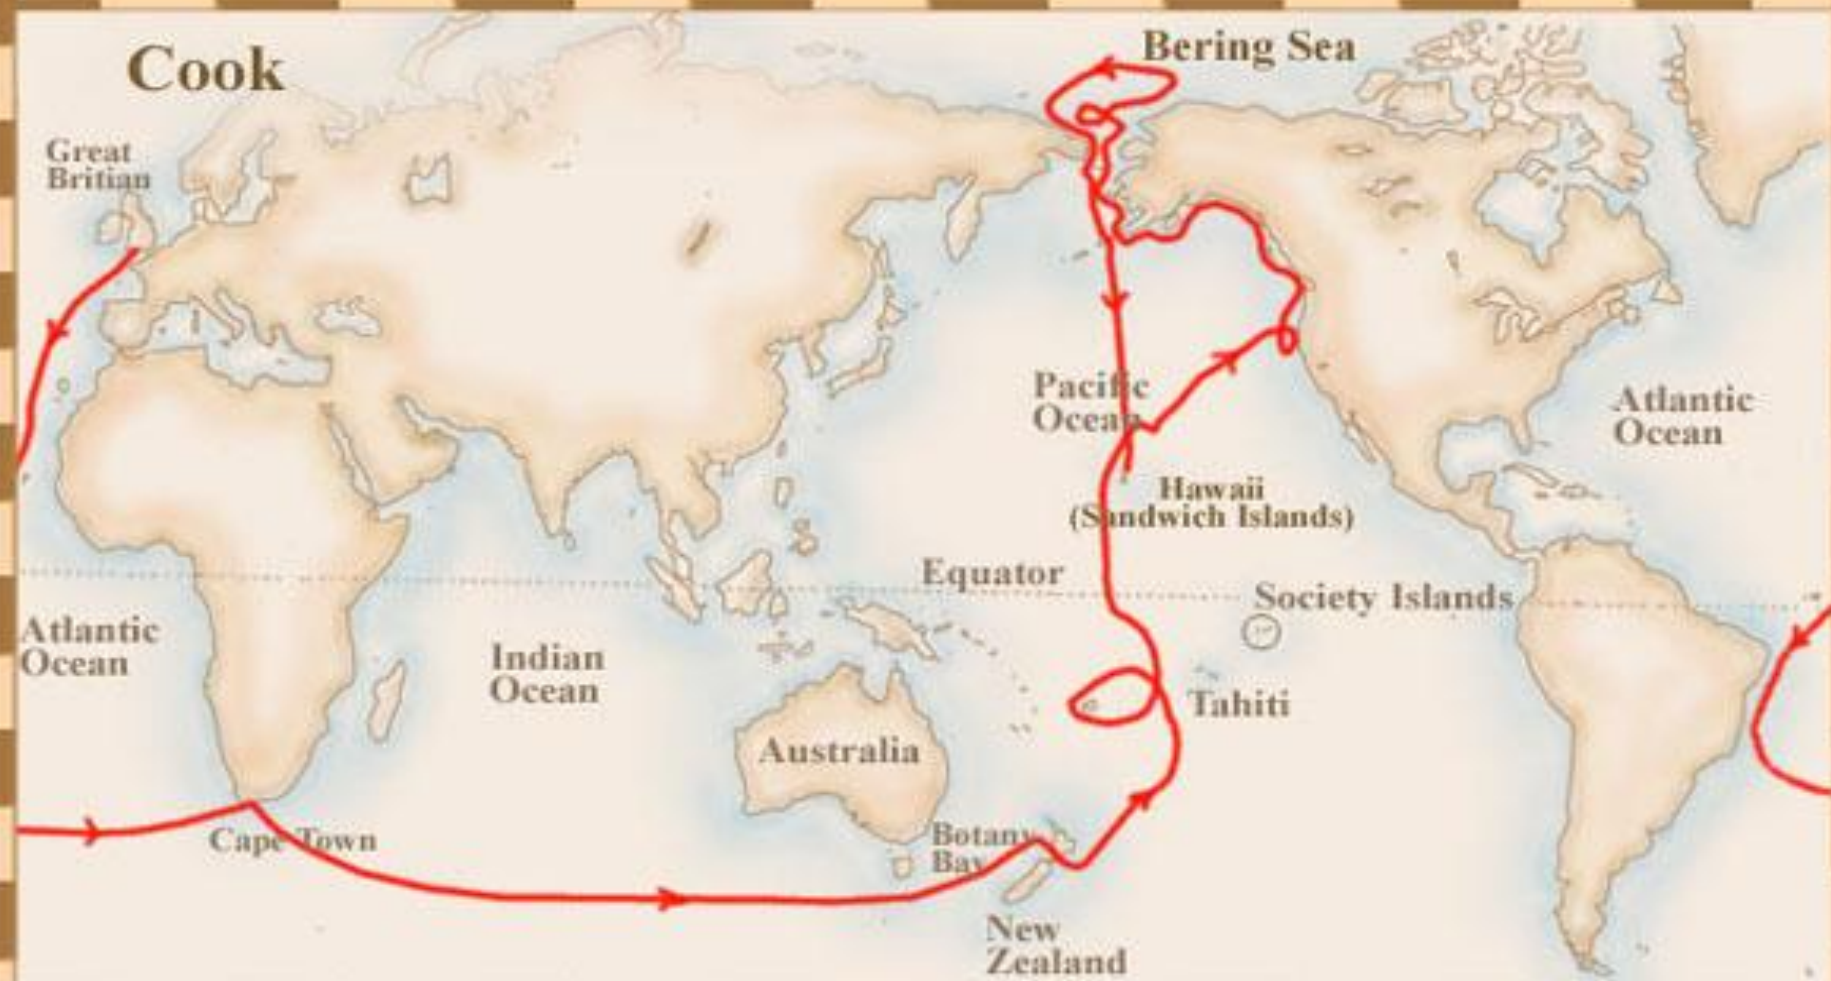 Cook
Bering Sea
Great
Britian
Pacific
Ocean
Atlantic
Ocean
Hawaii
(Sandwich Islands)
Equator
Society Islands
Atlantic
Ocean
Indian
Ocean
Tahiti
Australia
Cape Town
Botany
Bay
New
Zealand